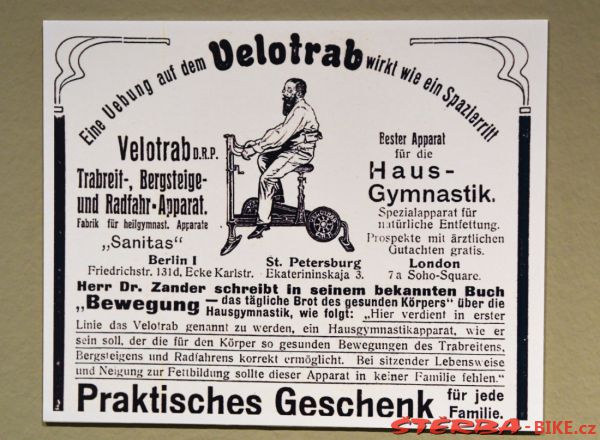 Eine Uebung auf dem Velotrab wirkt wie ein Spazierritt
Velotrab D.R.P.
Trabreit-, Bergsteige-
und Radfahr-Apparat.
Fabrik für heilgymnast. Apparate
„Sanitas“
Bester Apparat
für die
Haus-
Gymnastik.
Spezialapparat für
natürliche Entfettung.
Prospekte mit ärztlichen
Gutachten gratis.
Berlin I
Friedrichstr. 131d, Ecke Karlstr.
St. Petersburg
Ekaterininskaja 3.
London
7a Soho-Square.
Herr Dr. Zander schreibt in seinem bekannten Buch
„Bewegung — das tägliche Brot des gesunden Körpers“ über die
Hausgymnastik, wie folgt: „Hier verdient in erster
Linie das Velotrab genannt zu werden, ein Hausgymnastikapparat, wie er
sein soll, der die für den Körper so gesunden Bewegungen des Trabreitens,
Bergsteigens und Radfahrens korrekt ermöglicht. Bei sitzender Lebensweise
und Neigung zur Fettbildung sollte dieser Apparat in keiner Familie fehlen.“
Praktisches Geschenk für jede
Familie.
ŠTĚRBA-BIKE.cz